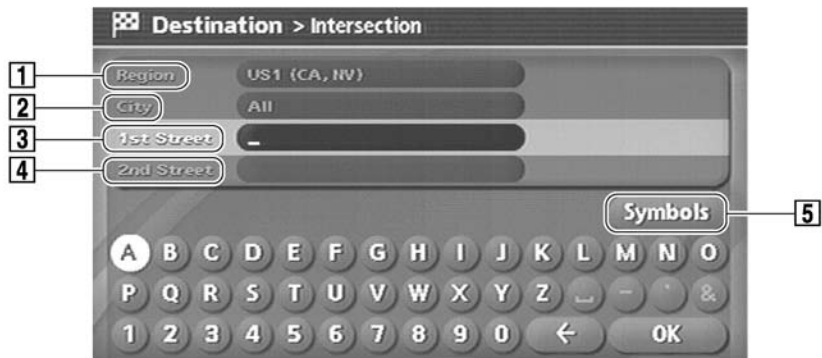 Destination > Intersection
1 Region US1 (CA, NV)
2 City All
3 1st Street _
4 2nd Street
Symbols 5
A B C D E F G H I J K L M N O
P Q R S T U V W X Y Z ␣ - ' &
1 2 3 4 5 6 7 8 9 0 ← OK